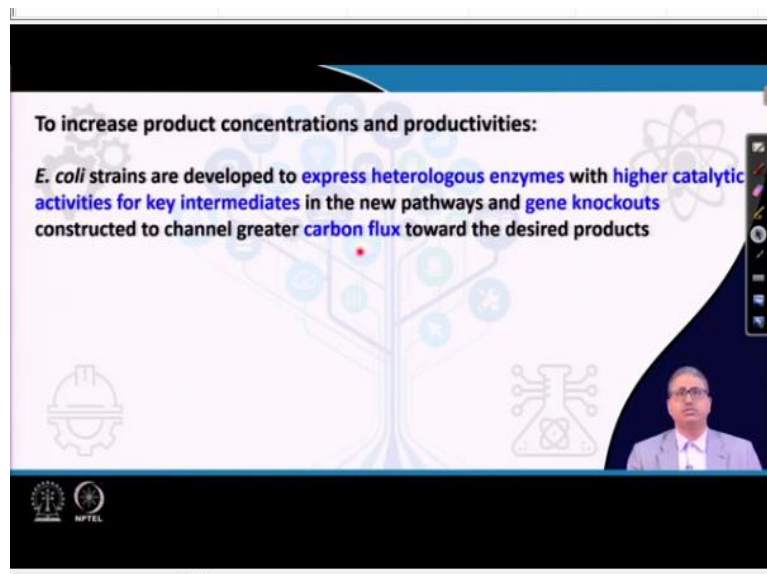 To increase product concentrations and productivities:
E. coli strains are developed to express heterologous enzymes with higher catalytic
activities for key intermediates in the new pathways and gene knockouts
constructed to channel greater carbon flux toward the desired products
NPTEL